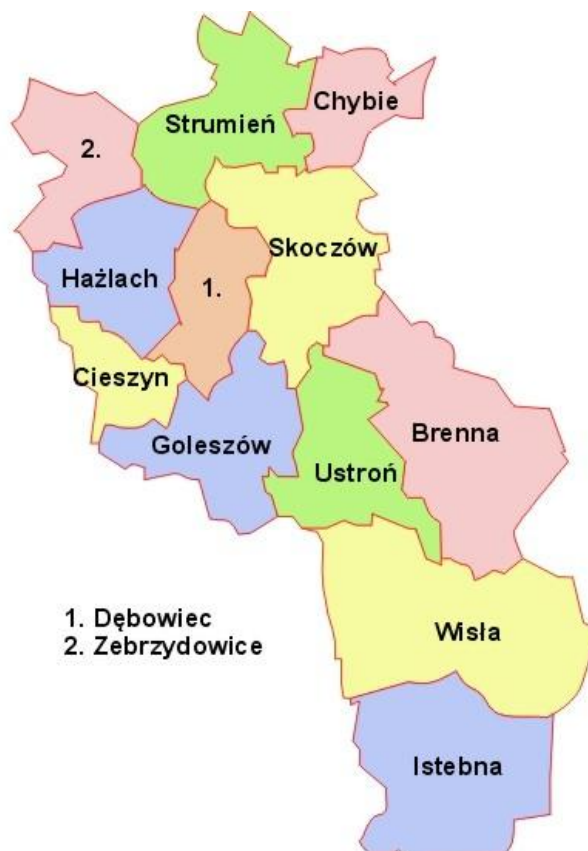 Chybie
Strumień
2.
Skoczów
Hażlach
1.
Cieszyn
Brenna
Goleszów
Ustroń
1. Dębowiec
2. Zebrzydowice
Wisła
Istebna